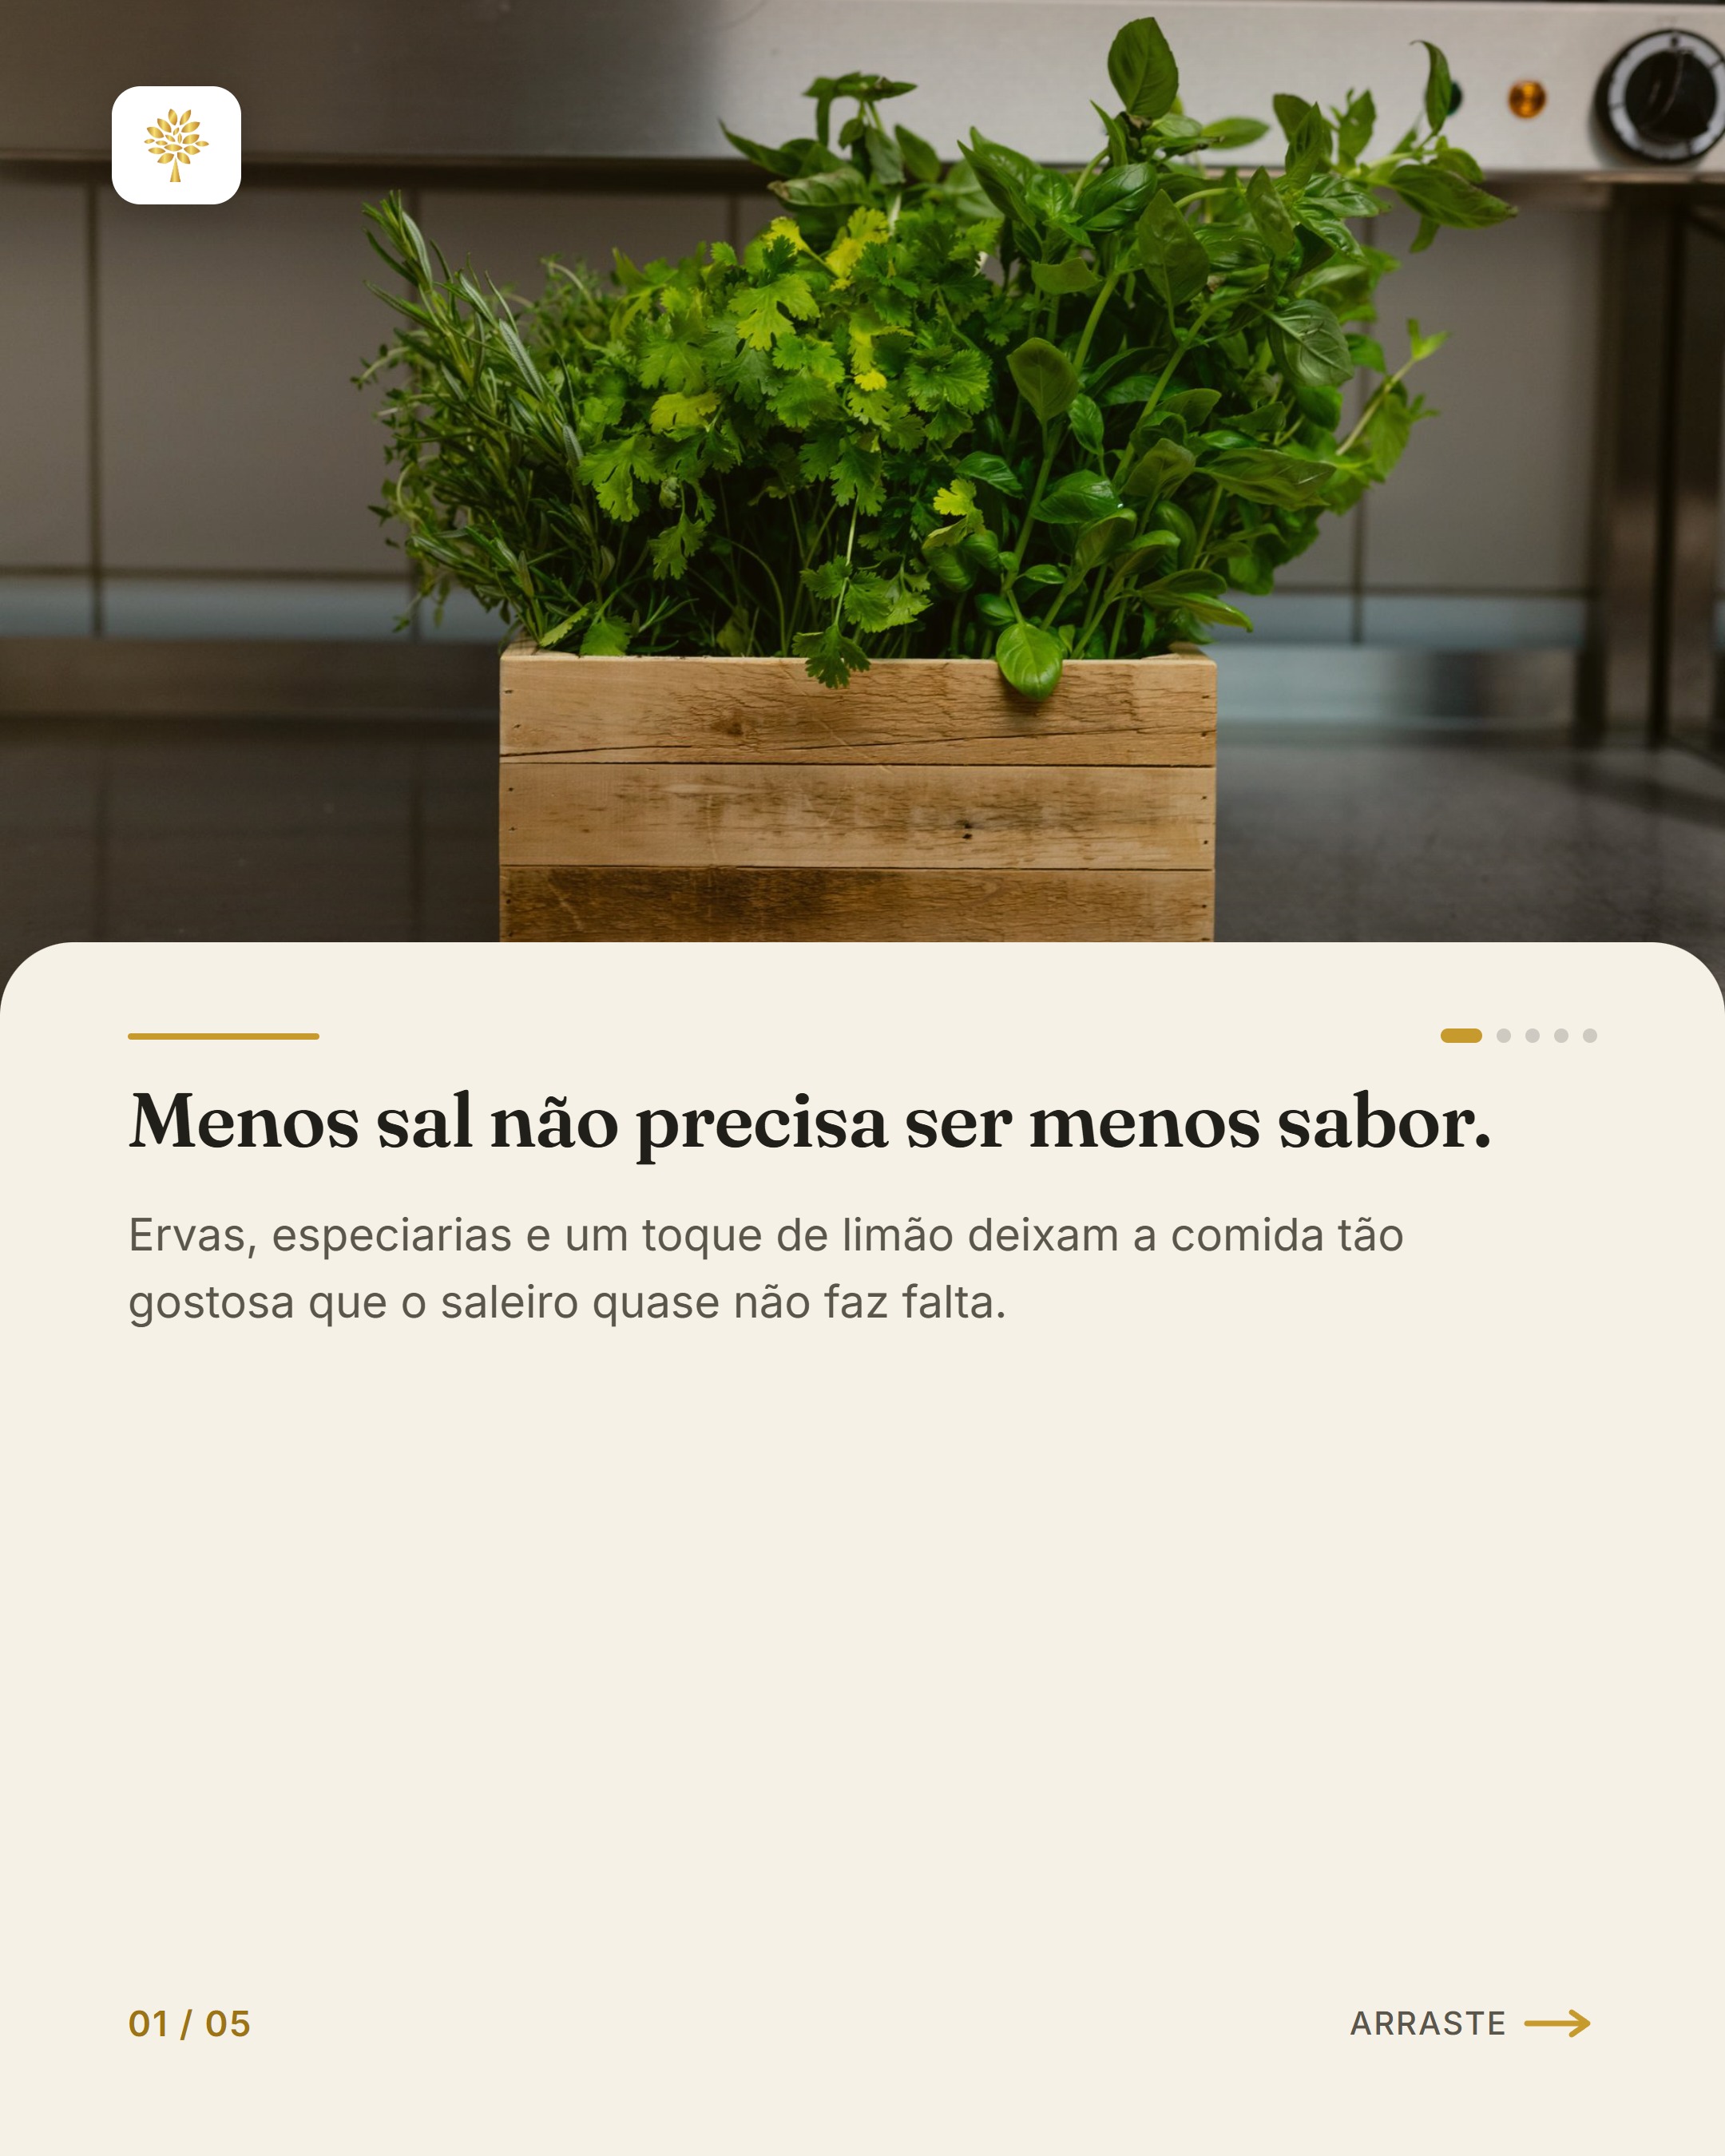 Menos sal não precisa ser menos sabor.
Ervas, especiarias e um toque de limão deixam a comida tão
gostosa que o saleiro quase não faz falta.
01 / 05
ARRASTE